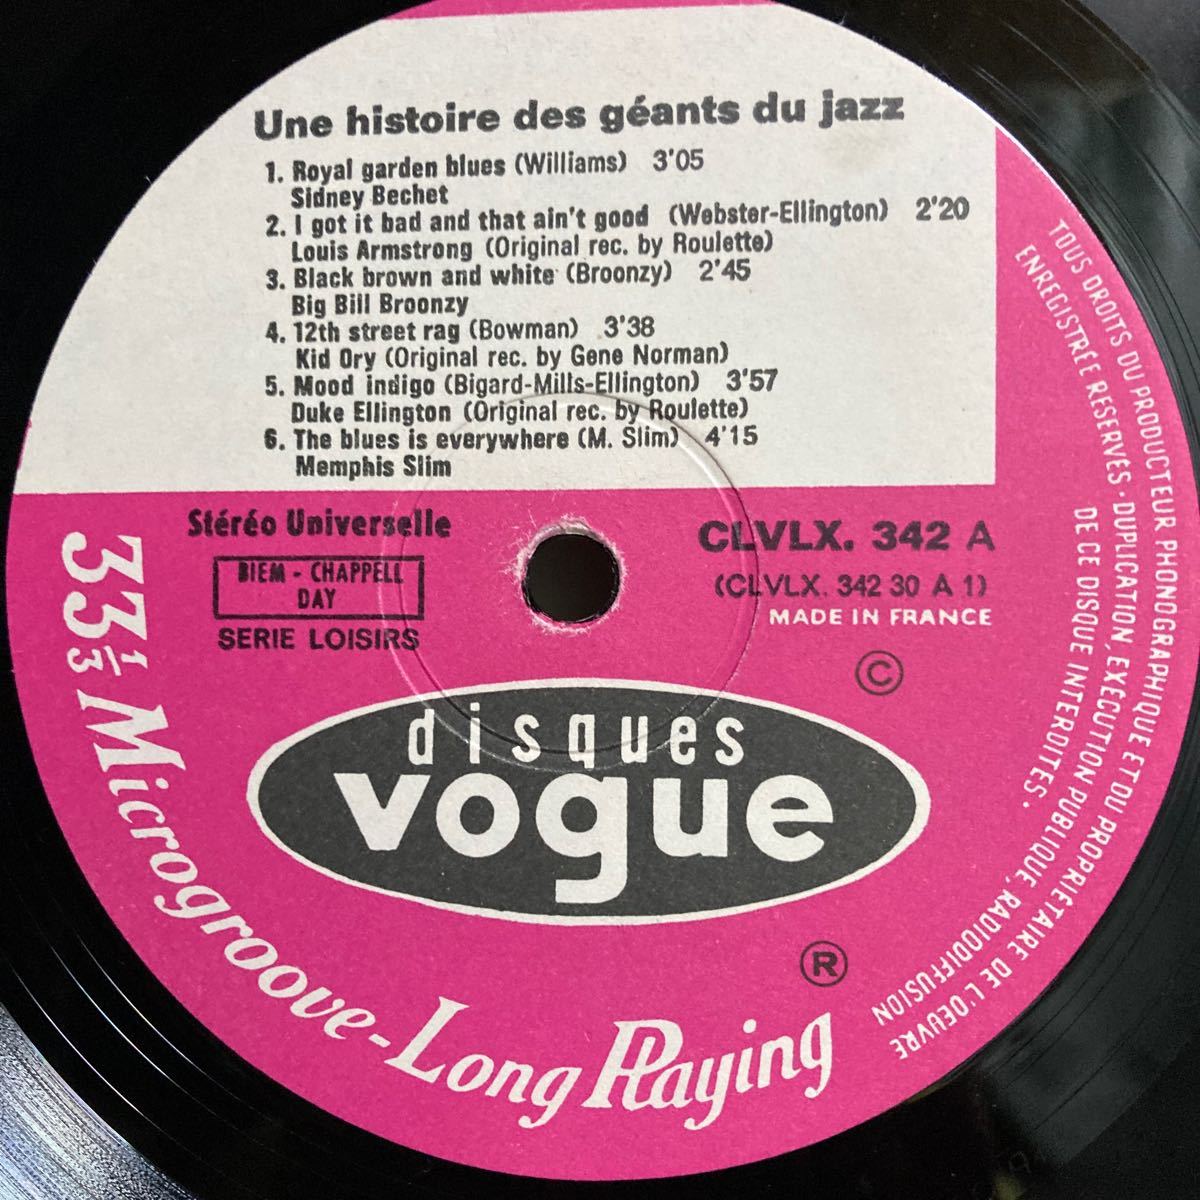 Une histoire des géants du jazz
1. Royal garden blues (Williams) 3'05
Sidney Bechet
2. I got it bad and that ain't good (Webster-Ellington) 2'20
Louis Armstrong (Original rec. by Roulette)
3. Black brown and white (Broonzy) 2'45
Big Bill Broonzy
4. 12th street rag (Bowman) 3'38
Kid Ory (Original rec. by Gene Norman)
5. Mood indigo (Bigard-Mills-Ellington) 3'57
Duke Ellington (Original rec. by Roulette)
6. The blues is everywhere (M. Slim) 4'15
Memphis Slim
Stéréo Universelle
BIEM - CHAPPELL
DAY
SERIE LOISIRS
CLVLX. 342 A
(CLVLX. 342 30 A 1)
MADE IN FRANCE
©
disques
vogue
®
33 1/3 Microgroove - Long Playing
TOUS DROITS DU PRODUCTEUR PHONOGRAPHIQUE ET DU PROPRIÉTAIRE DE L'OEUVRE
ENREGISTRÉE RESERVÉS · DUPLICATION, EXÉCUTION PUBLIQUE, RADIODIFFUSION
DE CE DISQUE INTERDITES ·